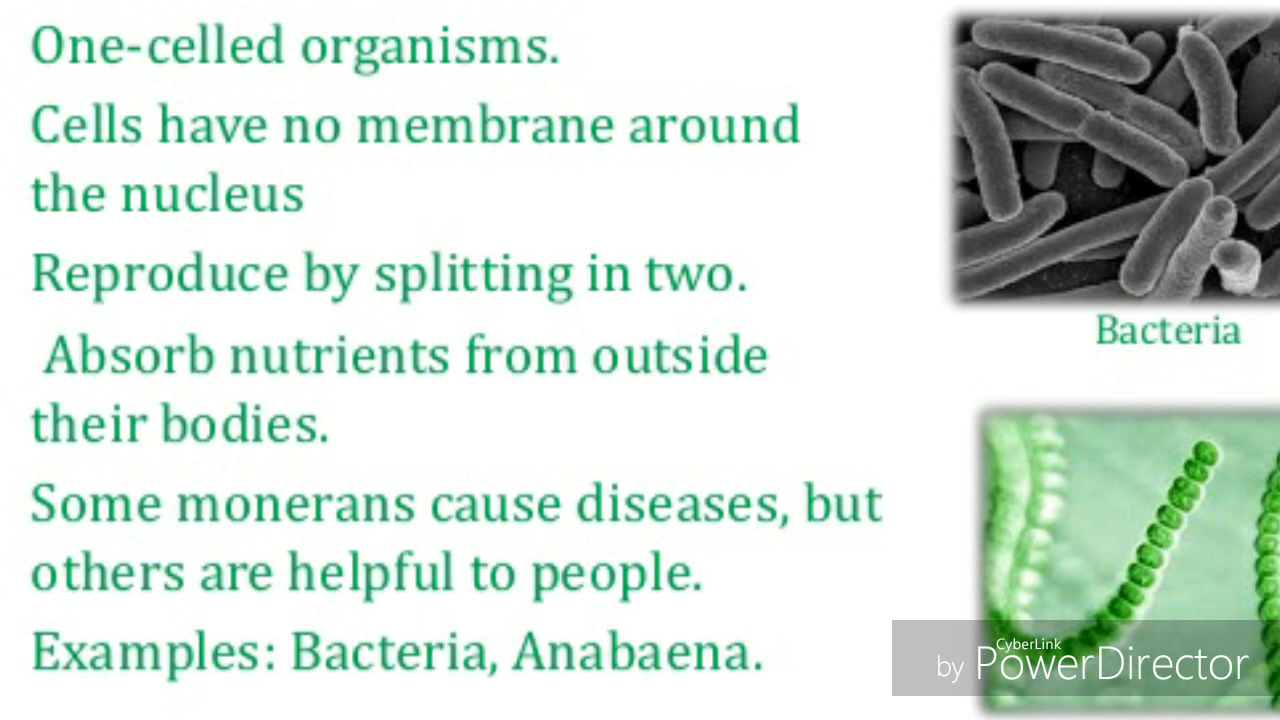 One-celled organisms.
Cells have no membrane around
the nucleus
Reproduce by splitting in two.
Absorb nutrients from outside
their bodies.
Some monerans cause diseases, but
others are helpful to people.
Examples: Bacteria, Anabaena.
Bacteria
CyberLink
by PowerDirector